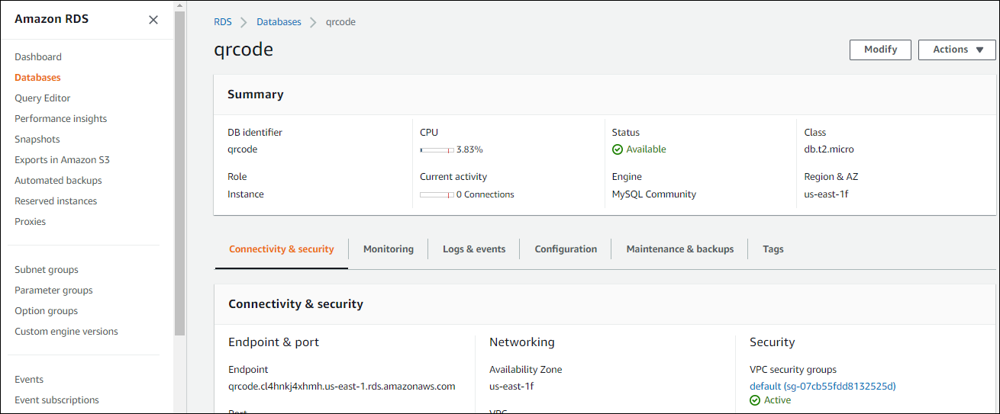 Amazon RDS
Dashboard
Databases
Query Editor
Performance insights
Snapshots
Exports in Amazon S3
Automated backups
Reserved instances
Proxies
Subnet groups
Parameter groups
Option groups
Custom engine versions
Events
Event subscriptions
RDS Databases qrcode
qrcode
Modify Actions
Summary
DB identifier CPU Status Class
qrcode 3.83% Available db.t2.micro
Role Current activity Engine Region & AZ
Instance 0 Connections MySQL Community us-east-1f
Connectivity & security Monitoring Logs & events Configuration Maintenance & backups Tags
Connectivity & security
Endpoint & port Networking Security
Endpoint Availability Zone VPC security groups
qrcode.cl4hnkj4xhmh.us-east-1.rds.amazonaws.com us-east-1f default (sg-07cb55fdd8132525d)
Active
Port VPC